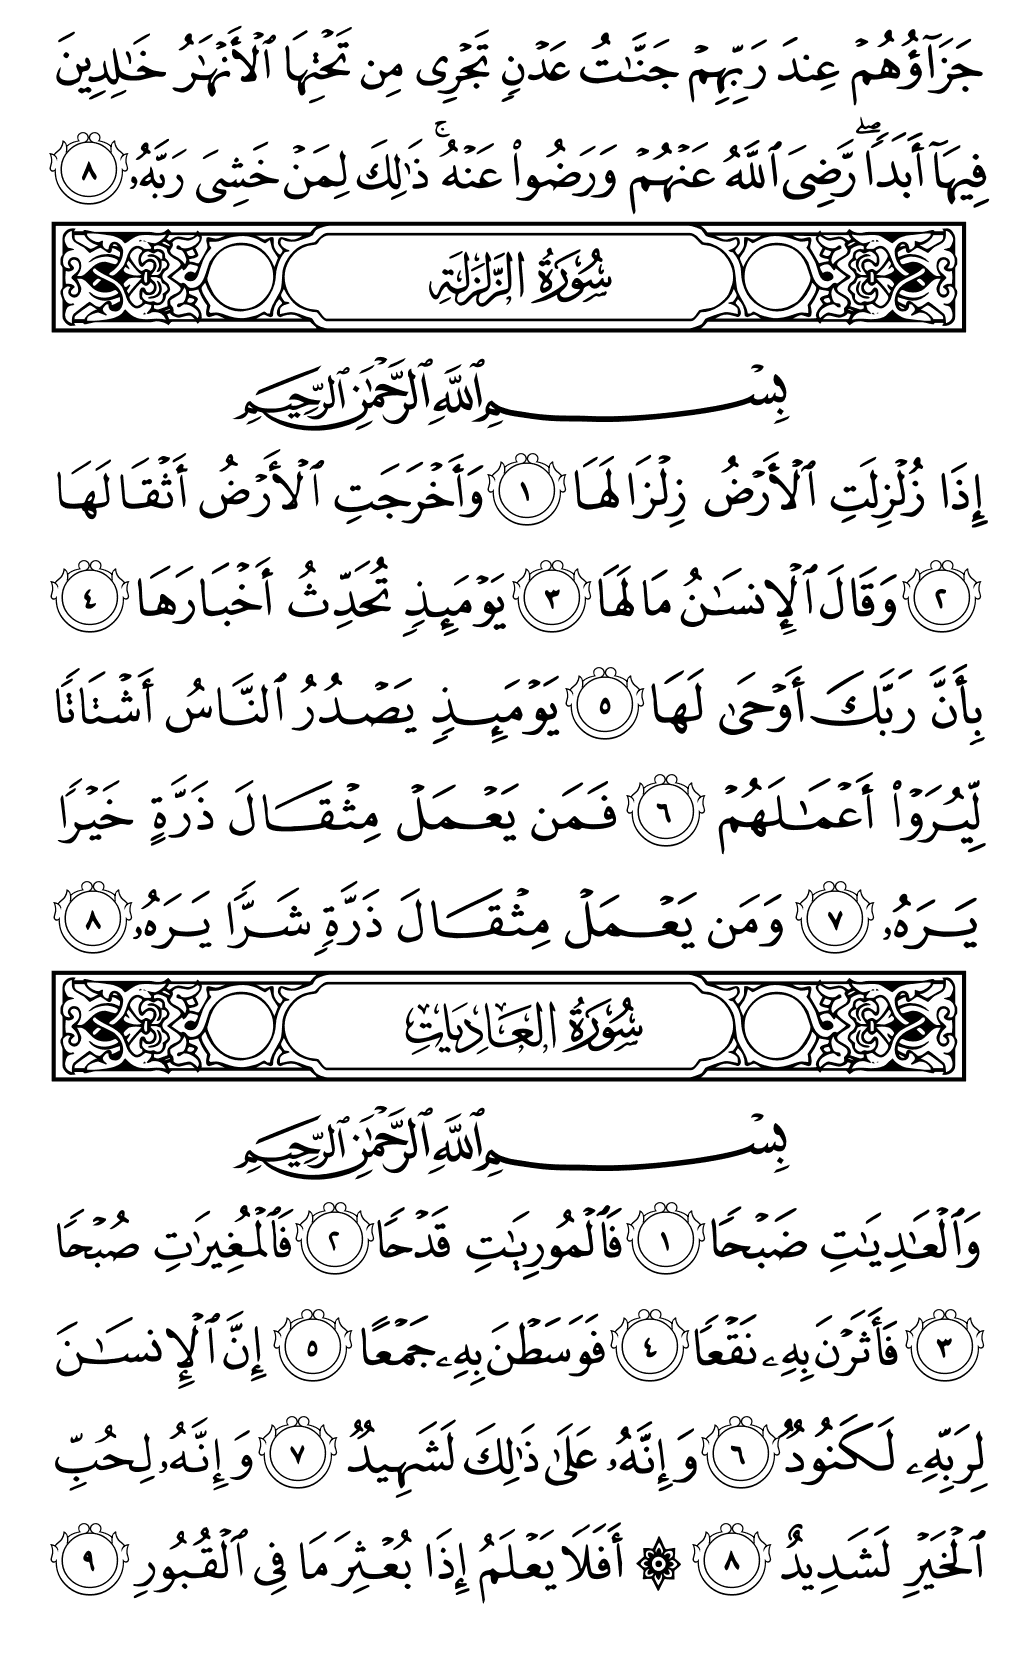 جَزَآؤُهُمۡ عِندَ رَبِّهِمۡ جَنَّـٰتُ عَدۡنٖ تَجۡرِي مِن تَحۡتِهَا ٱلۡأَنۡهَٰرُ خَٰلِدِينَ
فِيهَآ أَبَدٗاۖ رَّضِيَ ٱللَّهُ عَنۡهُمۡ وَرَضُواْ عَنۡهُۚ ذَٰلِكَ لِمَنۡ خَشِيَ رَبَّهُۥ ٨
سُورَةُ الزَّلْزَلَةِ
بِسۡمِ ٱللَّهِ ٱلرَّحۡمَٰنِ ٱلرَّحِيمِ
إِذَا زُلۡزِلَتِ ٱلۡأَرۡضُ زِلۡزَالَهَا ١ وَأَخۡرَجَتِ ٱلۡأَرۡضُ أَثۡقَالَهَا
٢ وَقَالَ ٱلۡإِنسَٰنُ مَا لَهَا ٣ يَوۡمَئِذٖ تُحَدِّثُ أَخۡبَارَهَا ٤
بِأَنَّ رَبَّكَ أَوۡحَىٰ لَهَا ٥ يَوۡمَئِذٖ يَصۡدُرُ ٱلنَّاسُ أَشۡتَاتٗا
لِّيُرَوۡاْ أَعۡمَٰلَهُمۡ ٦ فَمَن يَعۡمَلۡ مِثۡقَالَ ذَرَّةٍ خَيۡرٗا
يَرَهُۥ ٧ وَمَن يَعۡمَلۡ مِثۡقَالَ ذَرَّةٖ شَرّٗا يَرَهُۥ ٨
سُورَةُ العَادِيَاتِ
بِسۡمِ ٱللَّهِ ٱلرَّحۡمَٰنِ ٱلرَّحِيمِ
وَٱلۡعَٰدِيَٰتِ ضَبۡحٗا ١ فَٱلۡمُورِيَٰتِ قَدۡحٗا ٢ فَٱلۡمُغِيرَٰتِ صُبۡحٗا
٣ فَأَثَرۡنَ بِهِۦ نَقۡعٗا ٤ فَوَسَطۡنَ بِهِۦ جَمۡعًا ٥ إِنَّ ٱلۡإِنسَٰنَ
لِرَبِّهِۦ لَكَنُودٞ ٦ وَإِنَّهُۥ عَلَىٰ ذَٰلِكَ لَشَهِيدٞ ٧ وَإِنَّهُۥ لِحُبِّ
ٱلۡخَيۡرِ لَشَدِيدٌ ٨ ۞ أَفَلَا يَعۡلَمُ إِذَا بُعۡثِرَ مَا فِي ٱلۡقُبُورِ ٩